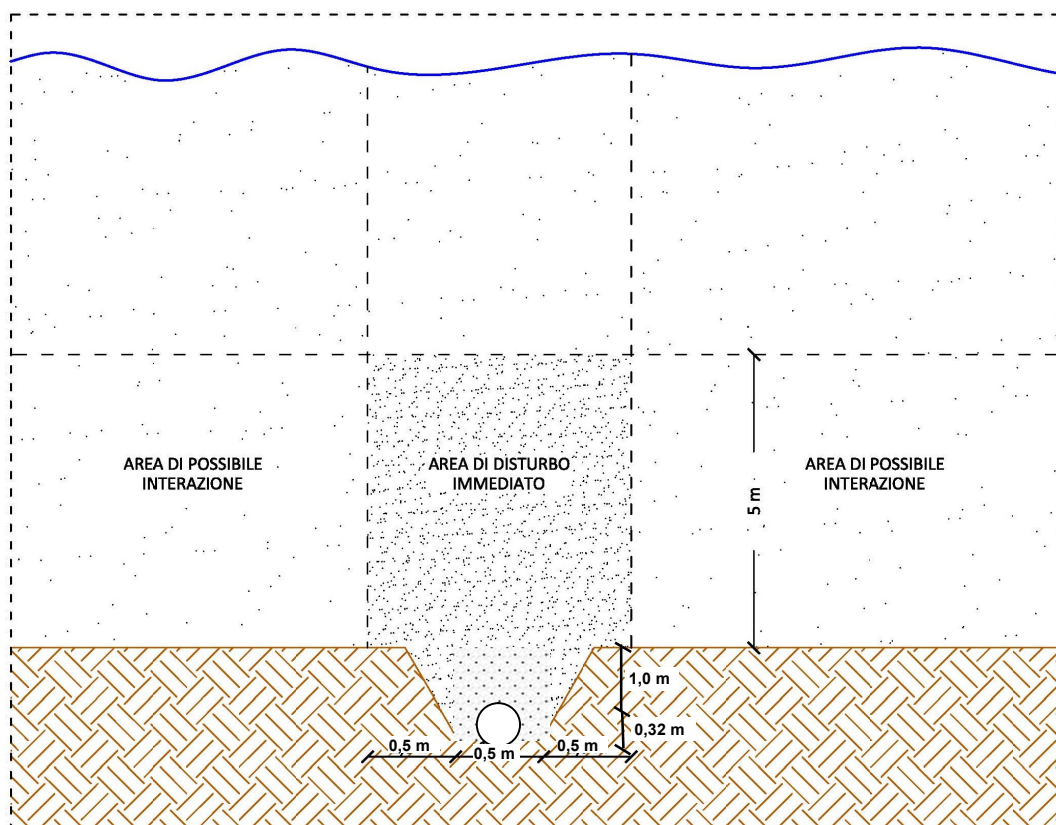 AREA DI POSSIBILE
INTERAZIONE
AREA DI DISTURBO
IMMEDIATO
AREA DI POSSIBILE
INTERAZIONE
5 m
1,0 m
0,32 m
0,5 m
0,5 m
0,5 m